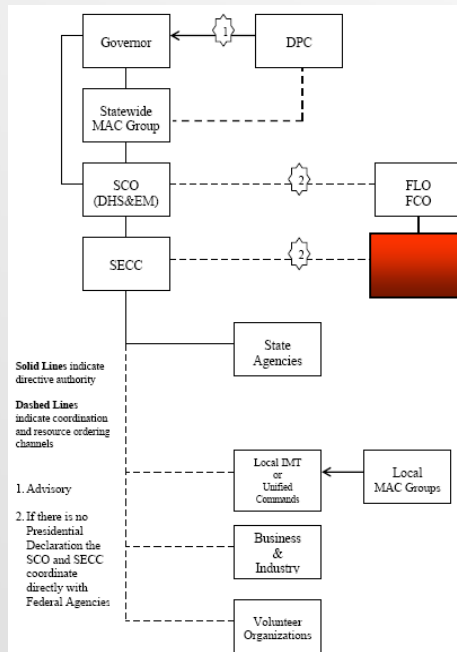 Governor
1
DPC
Statewide
MAC Group
SCO
(DHS&EM)
2
FLO
FCO
SECC
2
State
Agencies
Solid Lines indicate
directive authority
Dashed Lines
indicate coordination
and resource ordering
channels
Local IMT
or
Unified
Commands
Local
MAC Groups
1. Advisory
2. If there is no
Presidential
Declaration the
SCO and SECC
coordinate
directly with
Federal Agencies
Business
&
Industry
Volunteer
Organizations